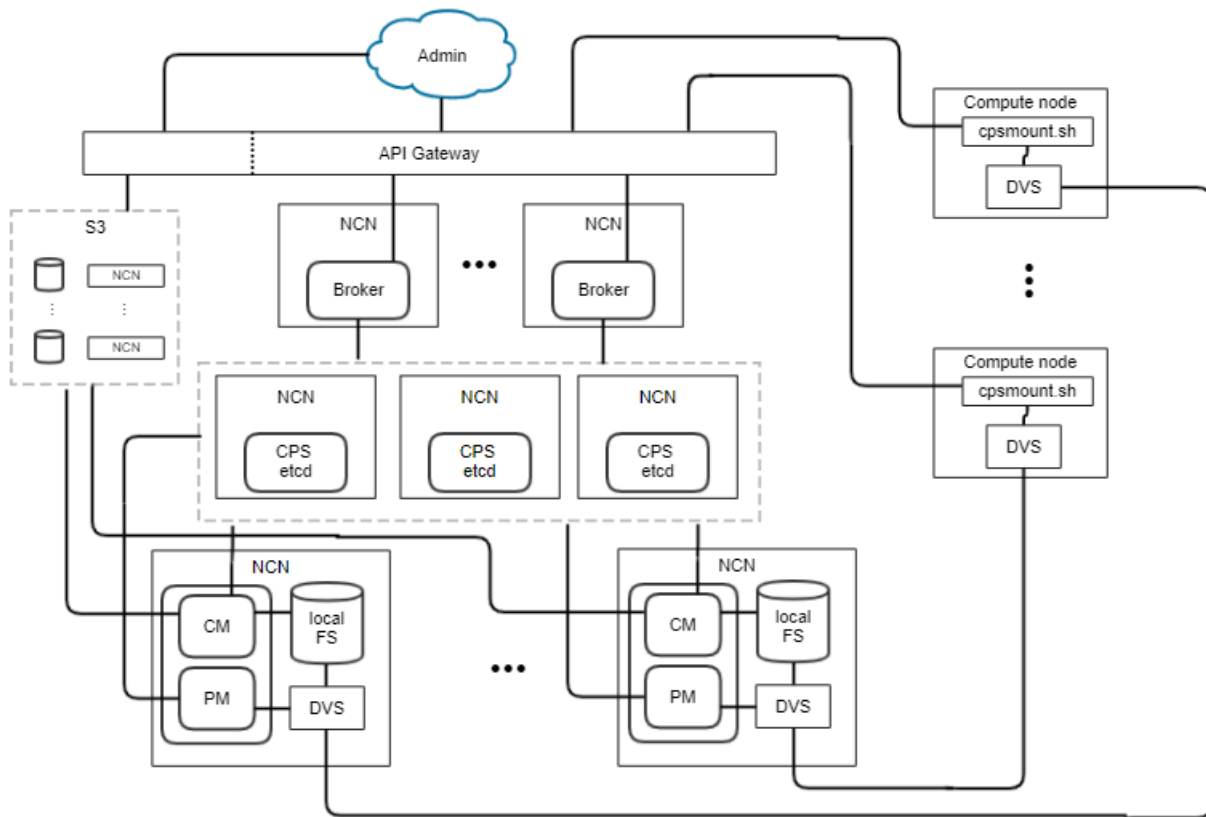 Admin
API Gateway
Compute node
cpsmount.sh
DVS
S3
NCN
NCN
NCN
Broker
NCN
Broker
Compute node
cpsmount.sh
DVS
NCN
CPS
etcd
NCN
CPS
etcd
NCN
CPS
etcd
NCN
CM
local
FS
PM
DVS
NCN
CM
local
FS
PM
DVS